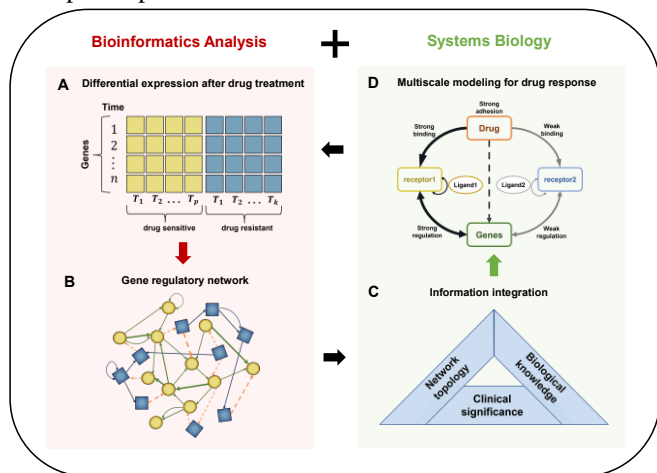 Bioinformatics Analysis
+
Systems Biology
A
Differential expression after drug treatment
Time
Genes
1
2
⋮
n
T1 T2 ... Tp T1 T2 ... Tk
drug sensitive
drug resistant
B
Gene regulatory network
D
Multiscale modeling for drug response
Strong
adhesion
Strong
binding
Drug
Weak
binding
receptor1
Ligand1
Ligand2
receptor2
Strong
regulation
Genes
Weak
regulation
C
Information integration
Network
topology
Biological
knowledge
Clinical
significance